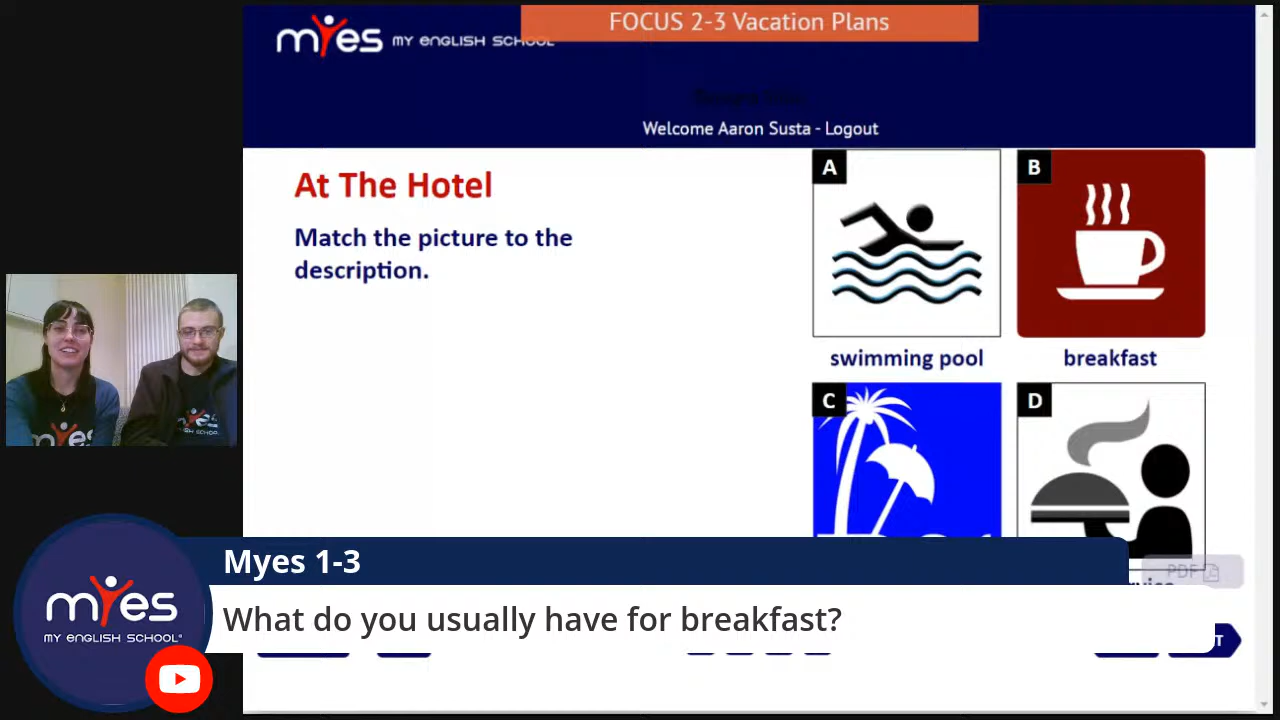 FOCUS 2-3 Vacation Plans
myes MY ENGLISH SCHOOL
Welcome Aaron Susta - Logout
At The Hotel
Match the picture to the
description.
A
B
swimming pool
breakfast
C
D
PDF
Myes 1-3
What do you usually have for breakfast?
myes
MY ENGLISH SCHOOL